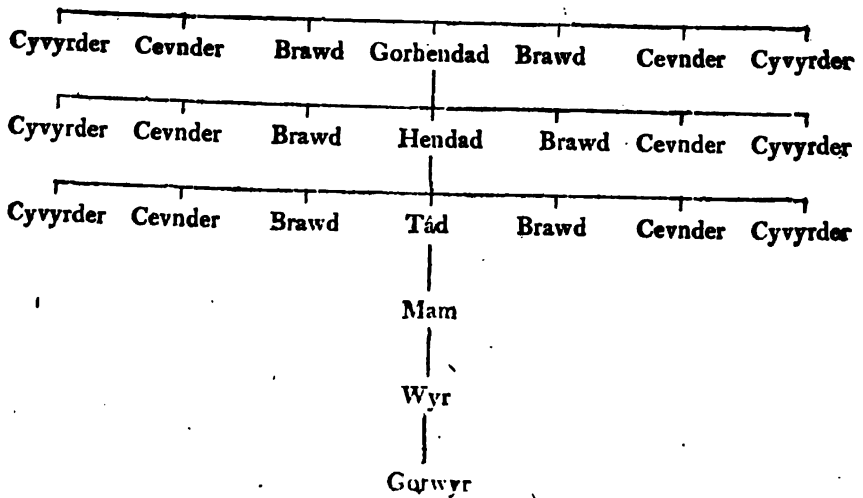 Cyvyrder Cevnder Brawd Gorhendad Brawd Cevnder Cyvyrder
Cyvyrder Cevnder Brawd Hendad Brawd Cevnder Cyvyrder
Cyvyrder Cevnder Brawd Tád Brawd Cevnder Cyvyrder
Mam
Wyr
Gorwyr